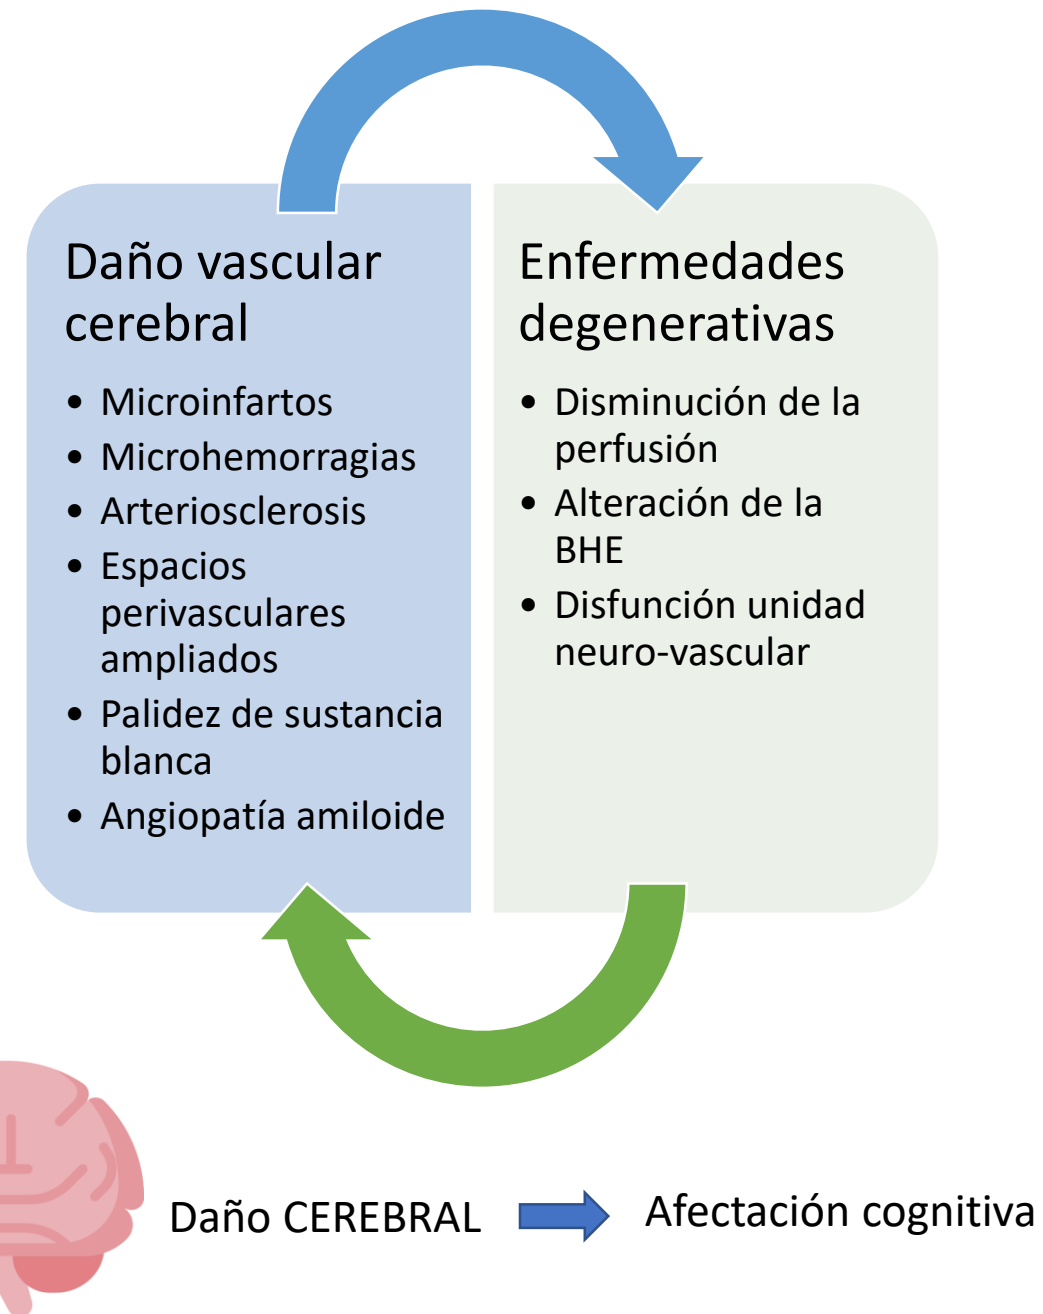 Daño vascular
cerebral
• Microinfartos
• Microhemorragias
• Arteriosclerosis
• Espacios
perivasculares
ampliados
• Palidez de sustancia
blanca
• Angiopatía amiloide
Enfermedades
degenerativas
• Disminución de la
perfusión
• Alteración de la
BHE
• Disfunción unidad
neuro-vascular
Daño CEREBRAL
Afectación cognitiva